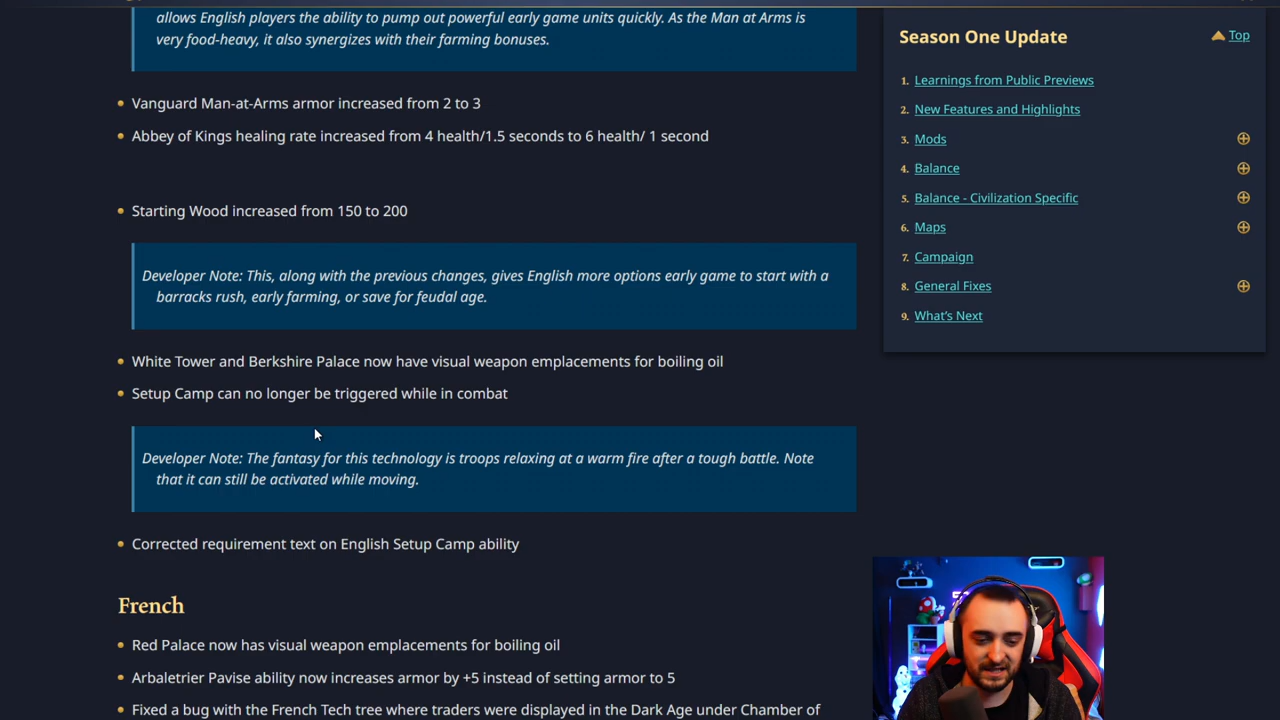 allows English players the ability to pump out powerful early game units quickly. As the Man at Arms is
very food-heavy, it also synergizes with their farming bonuses.
Vanguard Man-at-Arms armor increased from 2 to 3
Abbey of Kings healing rate increased from 4 health/1.5 seconds to 6 health/ 1 second
Starting Wood increased from 150 to 200
Developer Note: This, along with the previous changes, gives English more options early game to start with a
barracks rush, early farming, or save for feudal age.
White Tower and Berkshire Palace now have visual weapon emplacements for boiling oil
Setup Camp can no longer be triggered while in combat
Developer Note: The fantasy for this technology is troops relaxing at a warm fire after a tough battle. Note
that it can still be activated while moving.
Corrected requirement text on English Setup Camp ability
French
Red Palace now has visual weapon emplacements for boiling oil
Arbaletrier Pavise ability now increases armor by +5 instead of setting armor to 5
Fixed a bug with the French Tech tree where traders were displayed in the Dark Age under Chamber of
Season One Update
Top
1. Learnings from Public Previews
2. New Features and Highlights
3. Mods
4. Balance
5. Balance - Civilization Specific
6. Maps
7. Campaign
8. General Fixes
9. What's Next